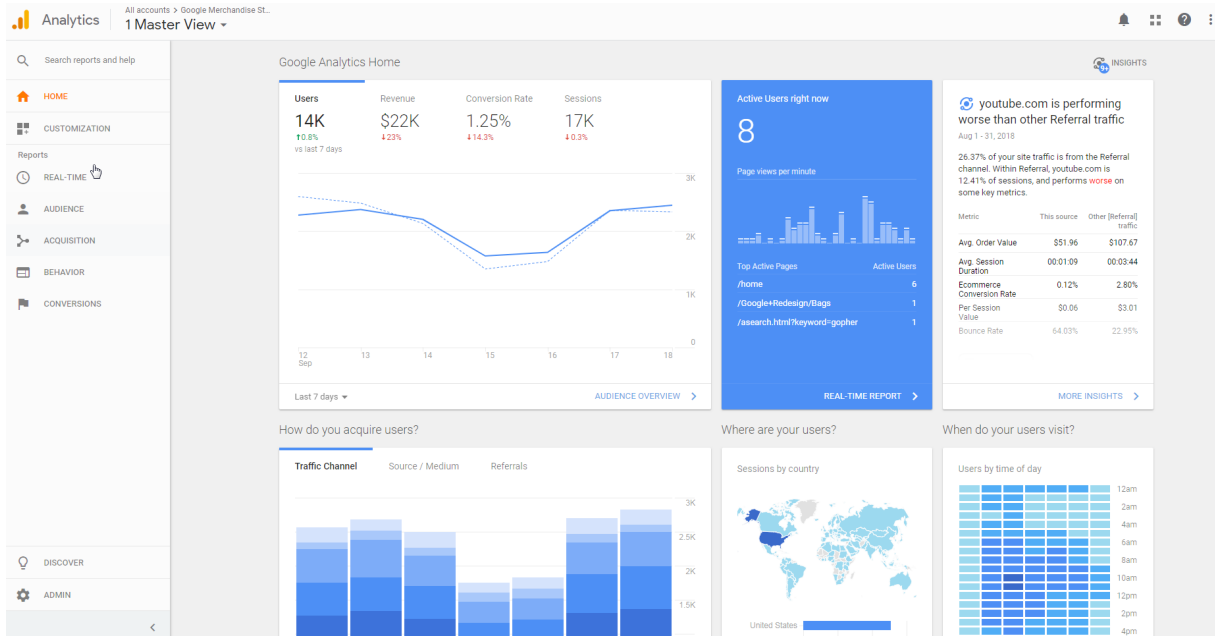 All accounts > Google Merchandise St...
Analytics
1 Master View
Search reports and help
HOME
CUSTOMIZATION
Reports
REAL-TIME
AUDIENCE
ACQUISITION
BEHAVIOR
CONVERSIONS
DISCOVER
ADMIN
Google Analytics Home
INSIGHTS
9+
Users
Revenue
Conversion Rate
Sessions
14K
$22K
1.25%
17K
↑0.8%
↓23%
↓14.3%
↓0.3%
vs last 7 days
3K
2K
1K
0
12
Sep
13
14
15
16
17
18
Last 7 days
AUDIENCE OVERVIEW
Active Users right now
8
Page views per minute
Top Active Pages
Active Users
/home 6
/Google+Redesign/Bags 1
/asearch.html?keyword=gopher 1
REAL-TIME REPORT
youtube.com is performing
worse than other Referral traffic
Aug 1 - 31, 2018
26.37% of your site traffic is from the Referral
channel. Within Referral, youtube.com is
12.41% of sessions, and performs worse on
some key metrics.
Metric This source Other [Referral]
traffic
Avg. Order Value $51.96 $107.67
Avg. Session 00:01:09 00:03:44
Duration
Ecommerce 0.12% 2.80%
Conversion Rate
Per Session $0.06 $3.01
Value
Bounce Rate 64.03% 22.95%
MORE INSIGHTS
How do you acquire users?
Traffic Channel
Source / Medium
Referrals
3K
2.5K
2K
1.5K
Where are your users?
Sessions by country
United States
When do your users visit?
Users by time of day
12am
2am
4am
6am
8am
10am
12pm
2pm
4pm